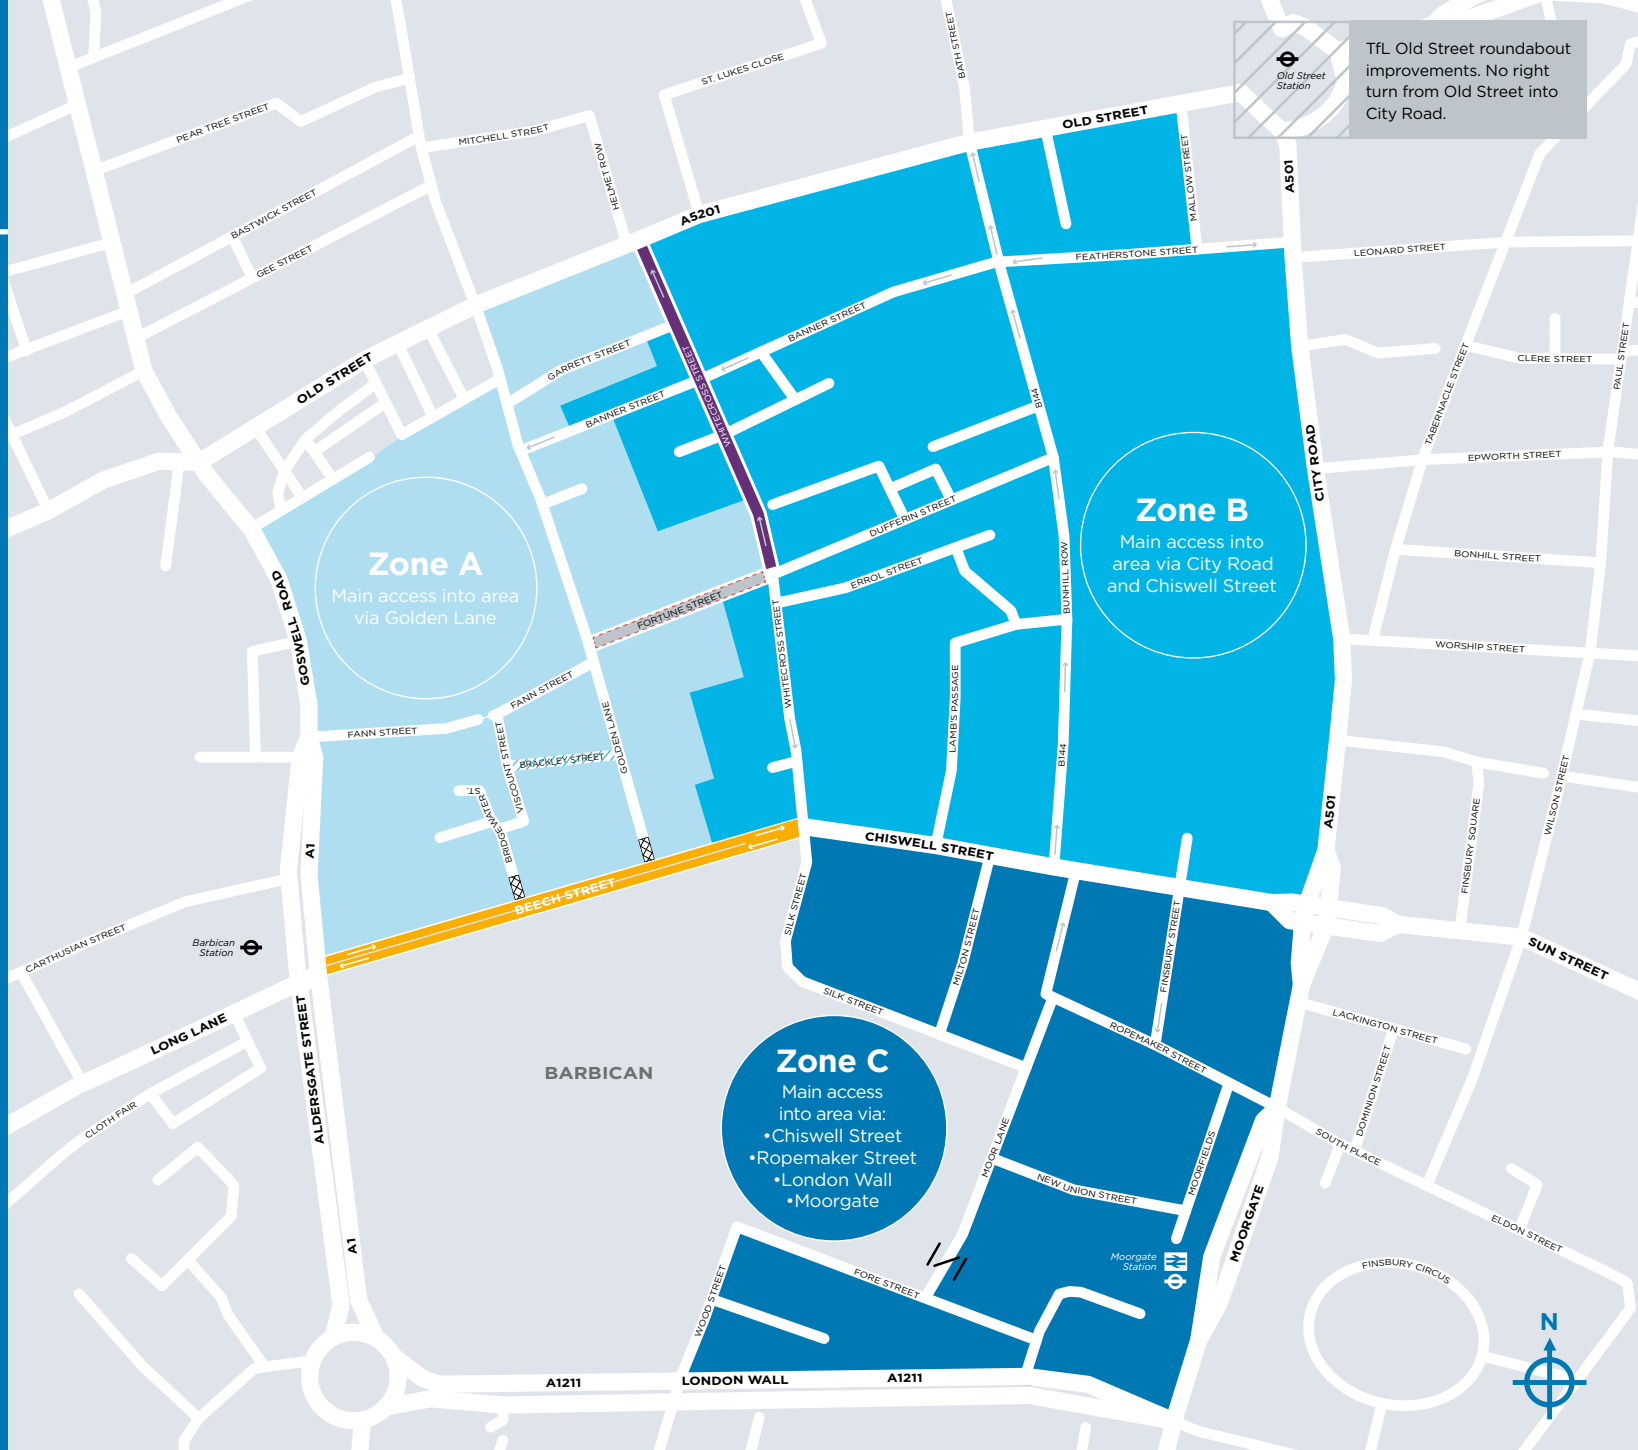 TfL Old Street roundabout
improvements. No right
turn from Old Street into
City Road.
Old Street
Station
BATH STREET
ST. LUKES CLOSE
PEAR TREE STREET
MITCHELL STREET
HELMET ROW
OLD STREET
MALLOW STREET
A501
BASTWICK STREET
GEE STREET
A5201
FEATHERSTONE STREET
LEONARD STREET
BANNER STREET
GARRETT STREET
OLD STREET
BANNER STREET
WHITECROSS STREET
B144
TABERNACLE STREET
CLERE STREET
PAUL STREET
CITY ROAD
EPWORTH STREET
Zone A
Main access into area
via Golden Lane
Zone B
Main access into
area via City Road
and Chiswell Street
DUFFERIN STREET
ERROL STREET
BONHILL STREET
BUNHILL ROW
FORTUNE STREET
WHITECROSS STREET
GOSWELL ROAD
WORSHIP STREET
LAMB'S PASSAGE
FANN STREET
FANN STREET
GOLDEN LANE
VISCOUNT STREET
BRACKLEY STREET
B144
BRIDGEWATER
ST.
WILSON STREET
FINSBURY SQUARE
A501
A1
CHISWELL STREET
BEECH STREET
SILK STREET
MILTON STREET
FINSBURY STREET
SUN STREET
CARTHUSIAN STREET
Barbican
Station
SILK STREET
LONG LANE
ALDERSGATE STREET
ROPEMAKER STREET
LACKINGTON STREET
DOMINION STREET
BARBICAN
Zone C
Main access
into area via:
•Chiswell Street
•Ropemaker Street
•London Wall
•Moorgate
CLOTH FAIR
MOOR LANE
MOORFIELDS
SOUTH PLACE
NEW UNION STREET
MOORGATE
ELDON STREET
A1
Moorgate
Station
FINSBURY CIRCUS
FORE STREET
WOOD STREET
N
A1211
LONDON WALL
A1211